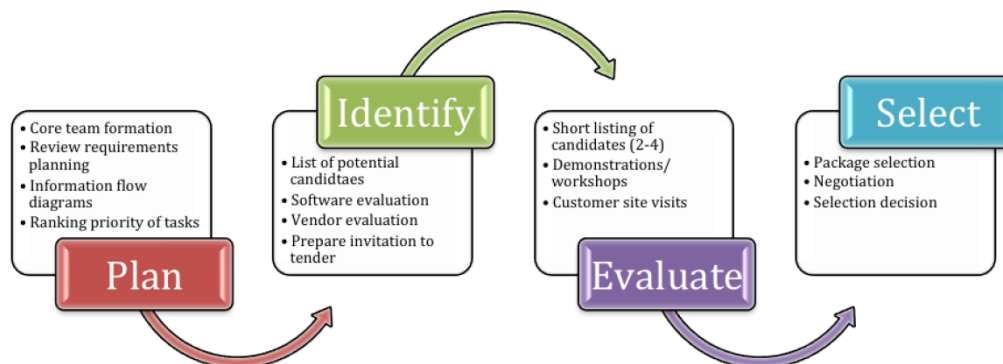 • Core team formation
• Review requirements
planning
• Information flow
diagrams
• Ranking priority of tasks
Plan
Identify
• List of potential
candidtaes
• Software evaluation
• Vendor evaluation
• Prepare invitation to
tender
• Short listing of
candidates (2-4)
• Demonstrations/
workshops
• Customer site visits
Evaluate
Select
• Package selection
• Negotiation
• Selection decision